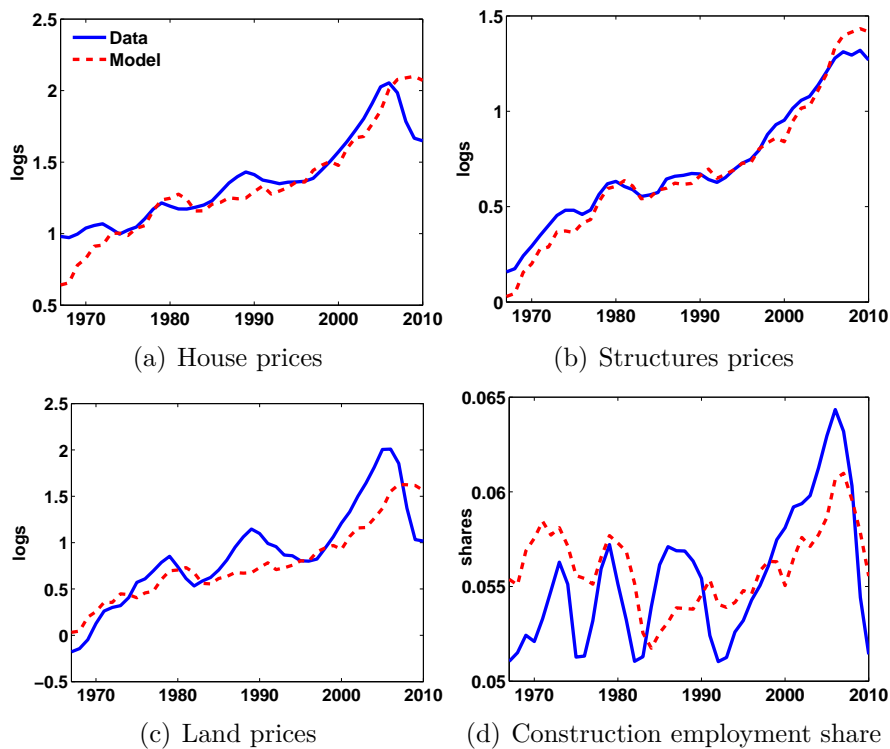 Data
Model
logs
2.5
2
1.5
1
0.5
1970 1980 1990 2000 2010
(a) House prices
1.5
1
0.5
0
logs
1970 1980 1990 2000 2010
(b) Structures prices
2.5
2
1.5
1
0.5
0
−0.5
logs
1970 1980 1990 2000 2010
(c) Land prices
0.065
0.06
0.055
0.05
shares
1970 1980 1990 2000 2010
(d) Construction employment share